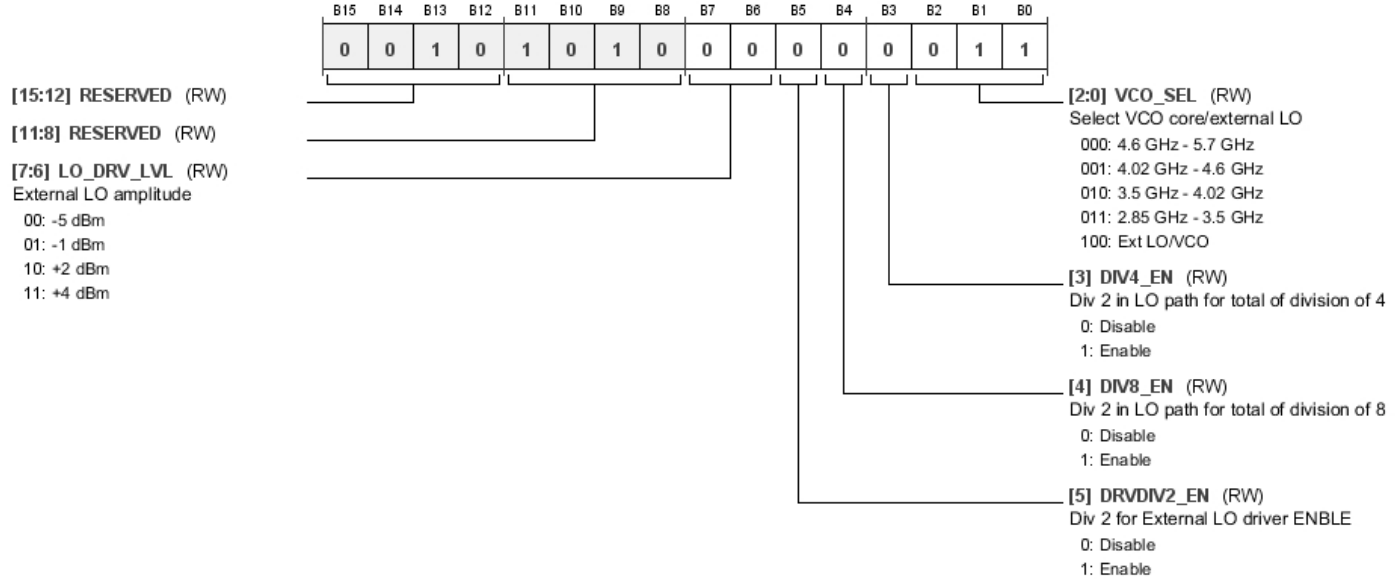 B15 B14 B13 B12 B11 B10 B9 B8 B7 B6 B5 B4 B3 B2 B1 B0
0 0 1 0 1 0 1 0 0 0 0 0 0 0 1 1
[15:12] RESERVED (RW)
[11:8] RESERVED (RW)
[7:6] LO_DRV_LVL (RW)
External LO amplitude
00: -5 dBm
01: -1 dBm
10: +2 dBm
11: +4 dBm
[2:0] VCO_SEL (RW)
Select VCO core/external LO
000: 4.6 GHz - 5.7 GHz
001: 4.02 GHz - 4.6 GHz
010: 3.5 GHz - 4.02 GHz
011: 2.85 GHz - 3.5 GHz
100: Ext LO/VCO
[3] DIV4_EN (RW)
Div 2 in LO path for total of division of 4
0: Disable
1: Enable
[4] DIV8_EN (RW)
Div 2 in LO path for total of division of 8
0: Disable
1: Enable
[5] DRVDIV2_EN (RW)
Div 2 for External LO driver ENBLE
0: Disable
1: Enable